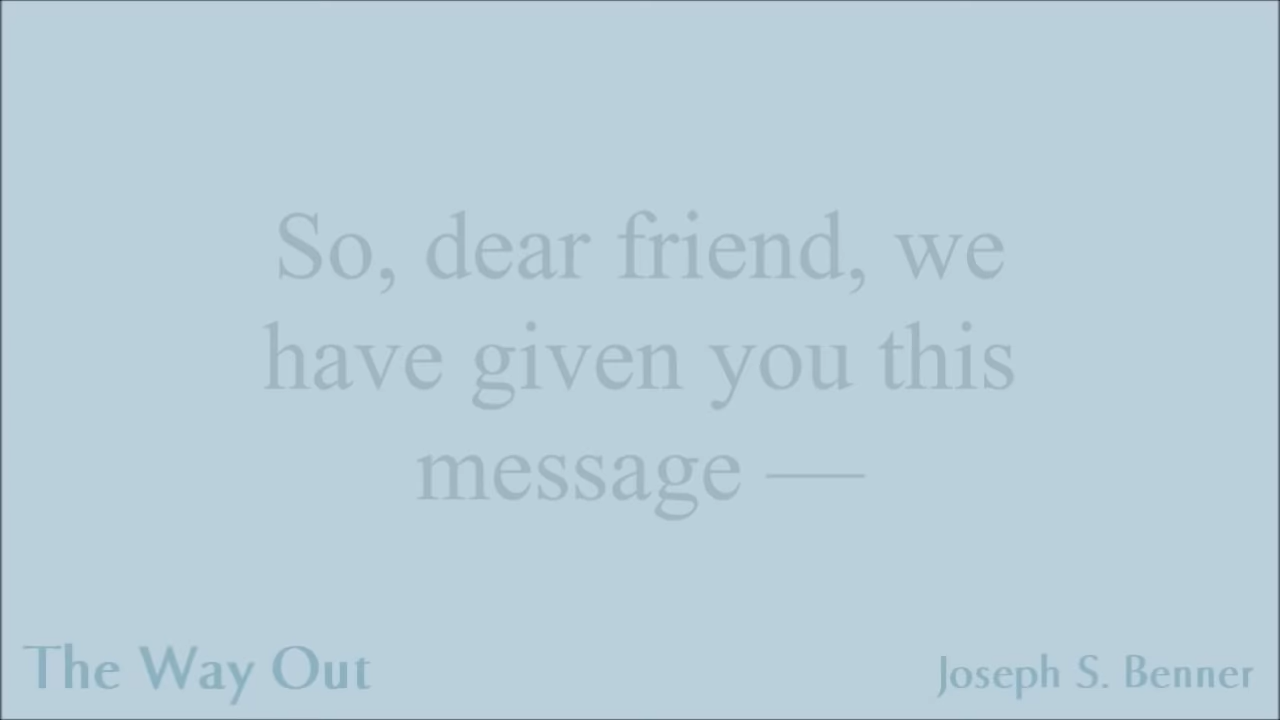 So, dear friend, we
have given you this
message —
The Way Out
Joseph S. Benner